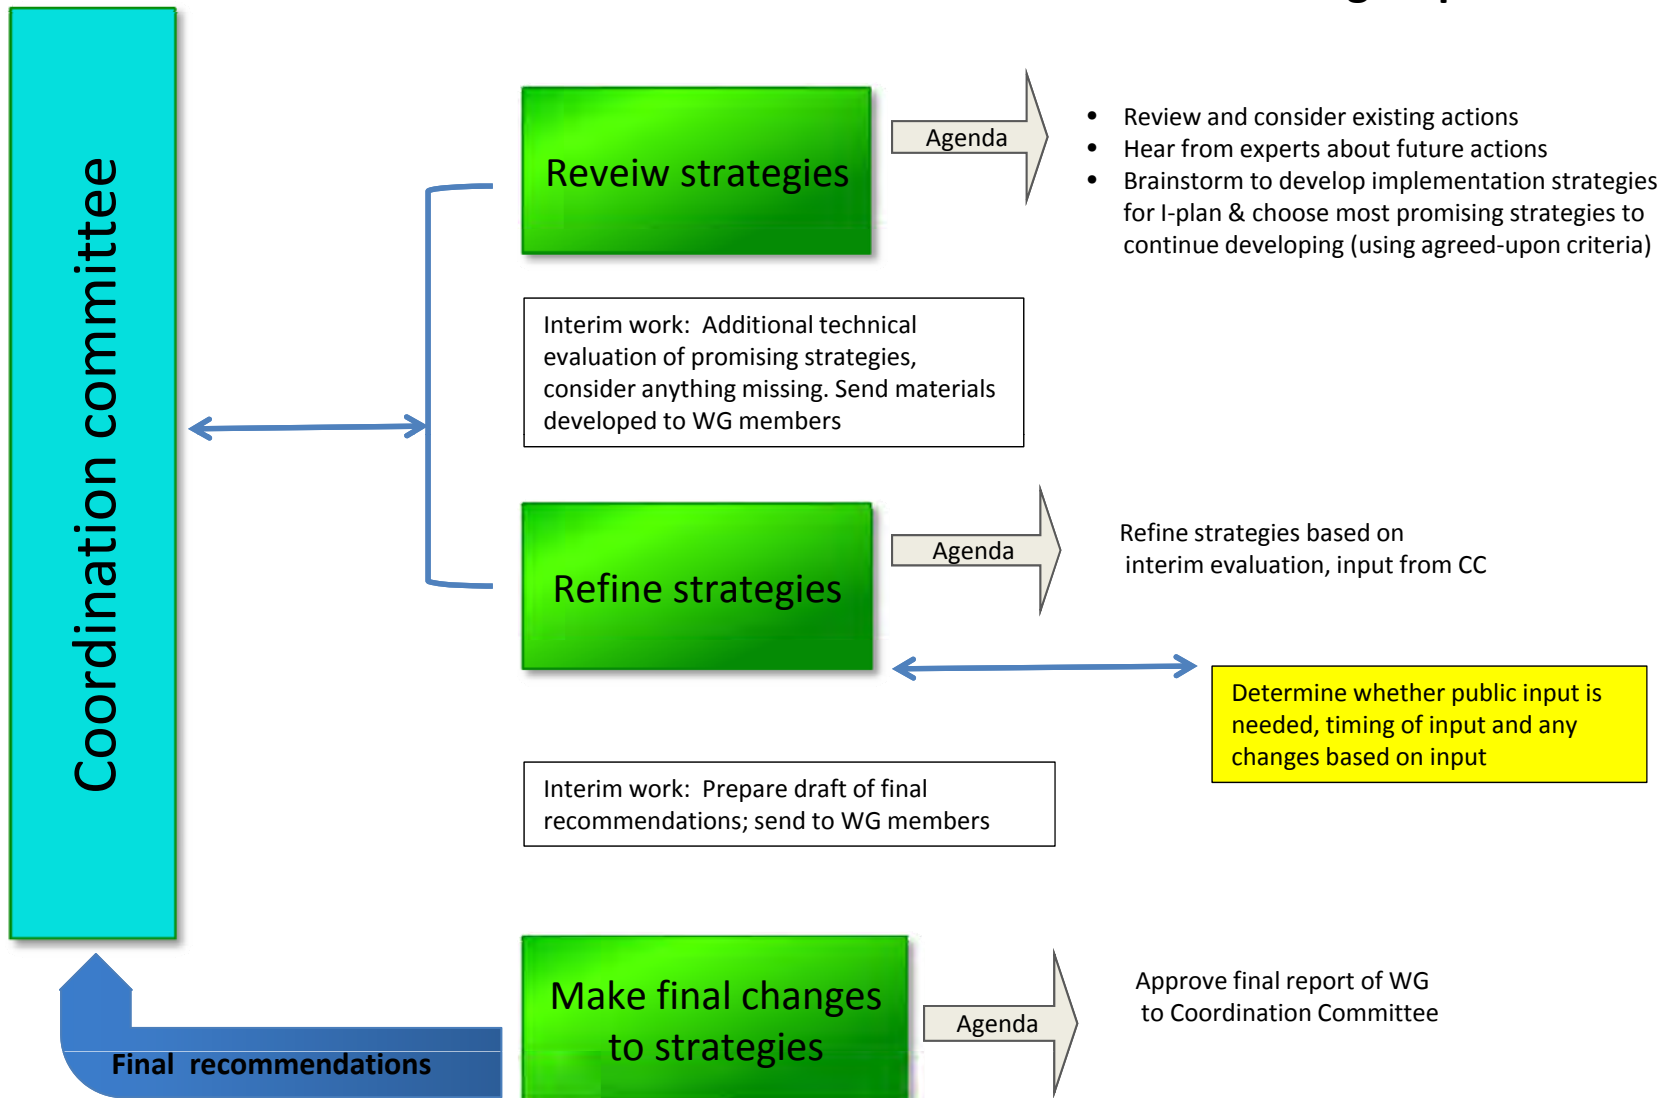 Coordination committee
Reveiw strategies
Agenda
• Review and consider existing actions
• Hear from experts about future actions
• Brainstorm to develop implementation strategies
for I-plan & choose most promising strategies to
continue developing (using agreed-upon criteria)
Interim work:  Additional technical
evaluation of promising strategies,
consider anything missing. Send materials
developed to WG members
Refine strategies
Agenda
Refine strategies based on
interim evaluation, input from CC
Determine whether public input is
needed, timing of input and any
changes based on input
Interim work:  Prepare draft of final
recommendations; send to WG members
Make final changes
to strategies
Agenda
Approve final report of WG
to Coordination Committee
Final  recommendations